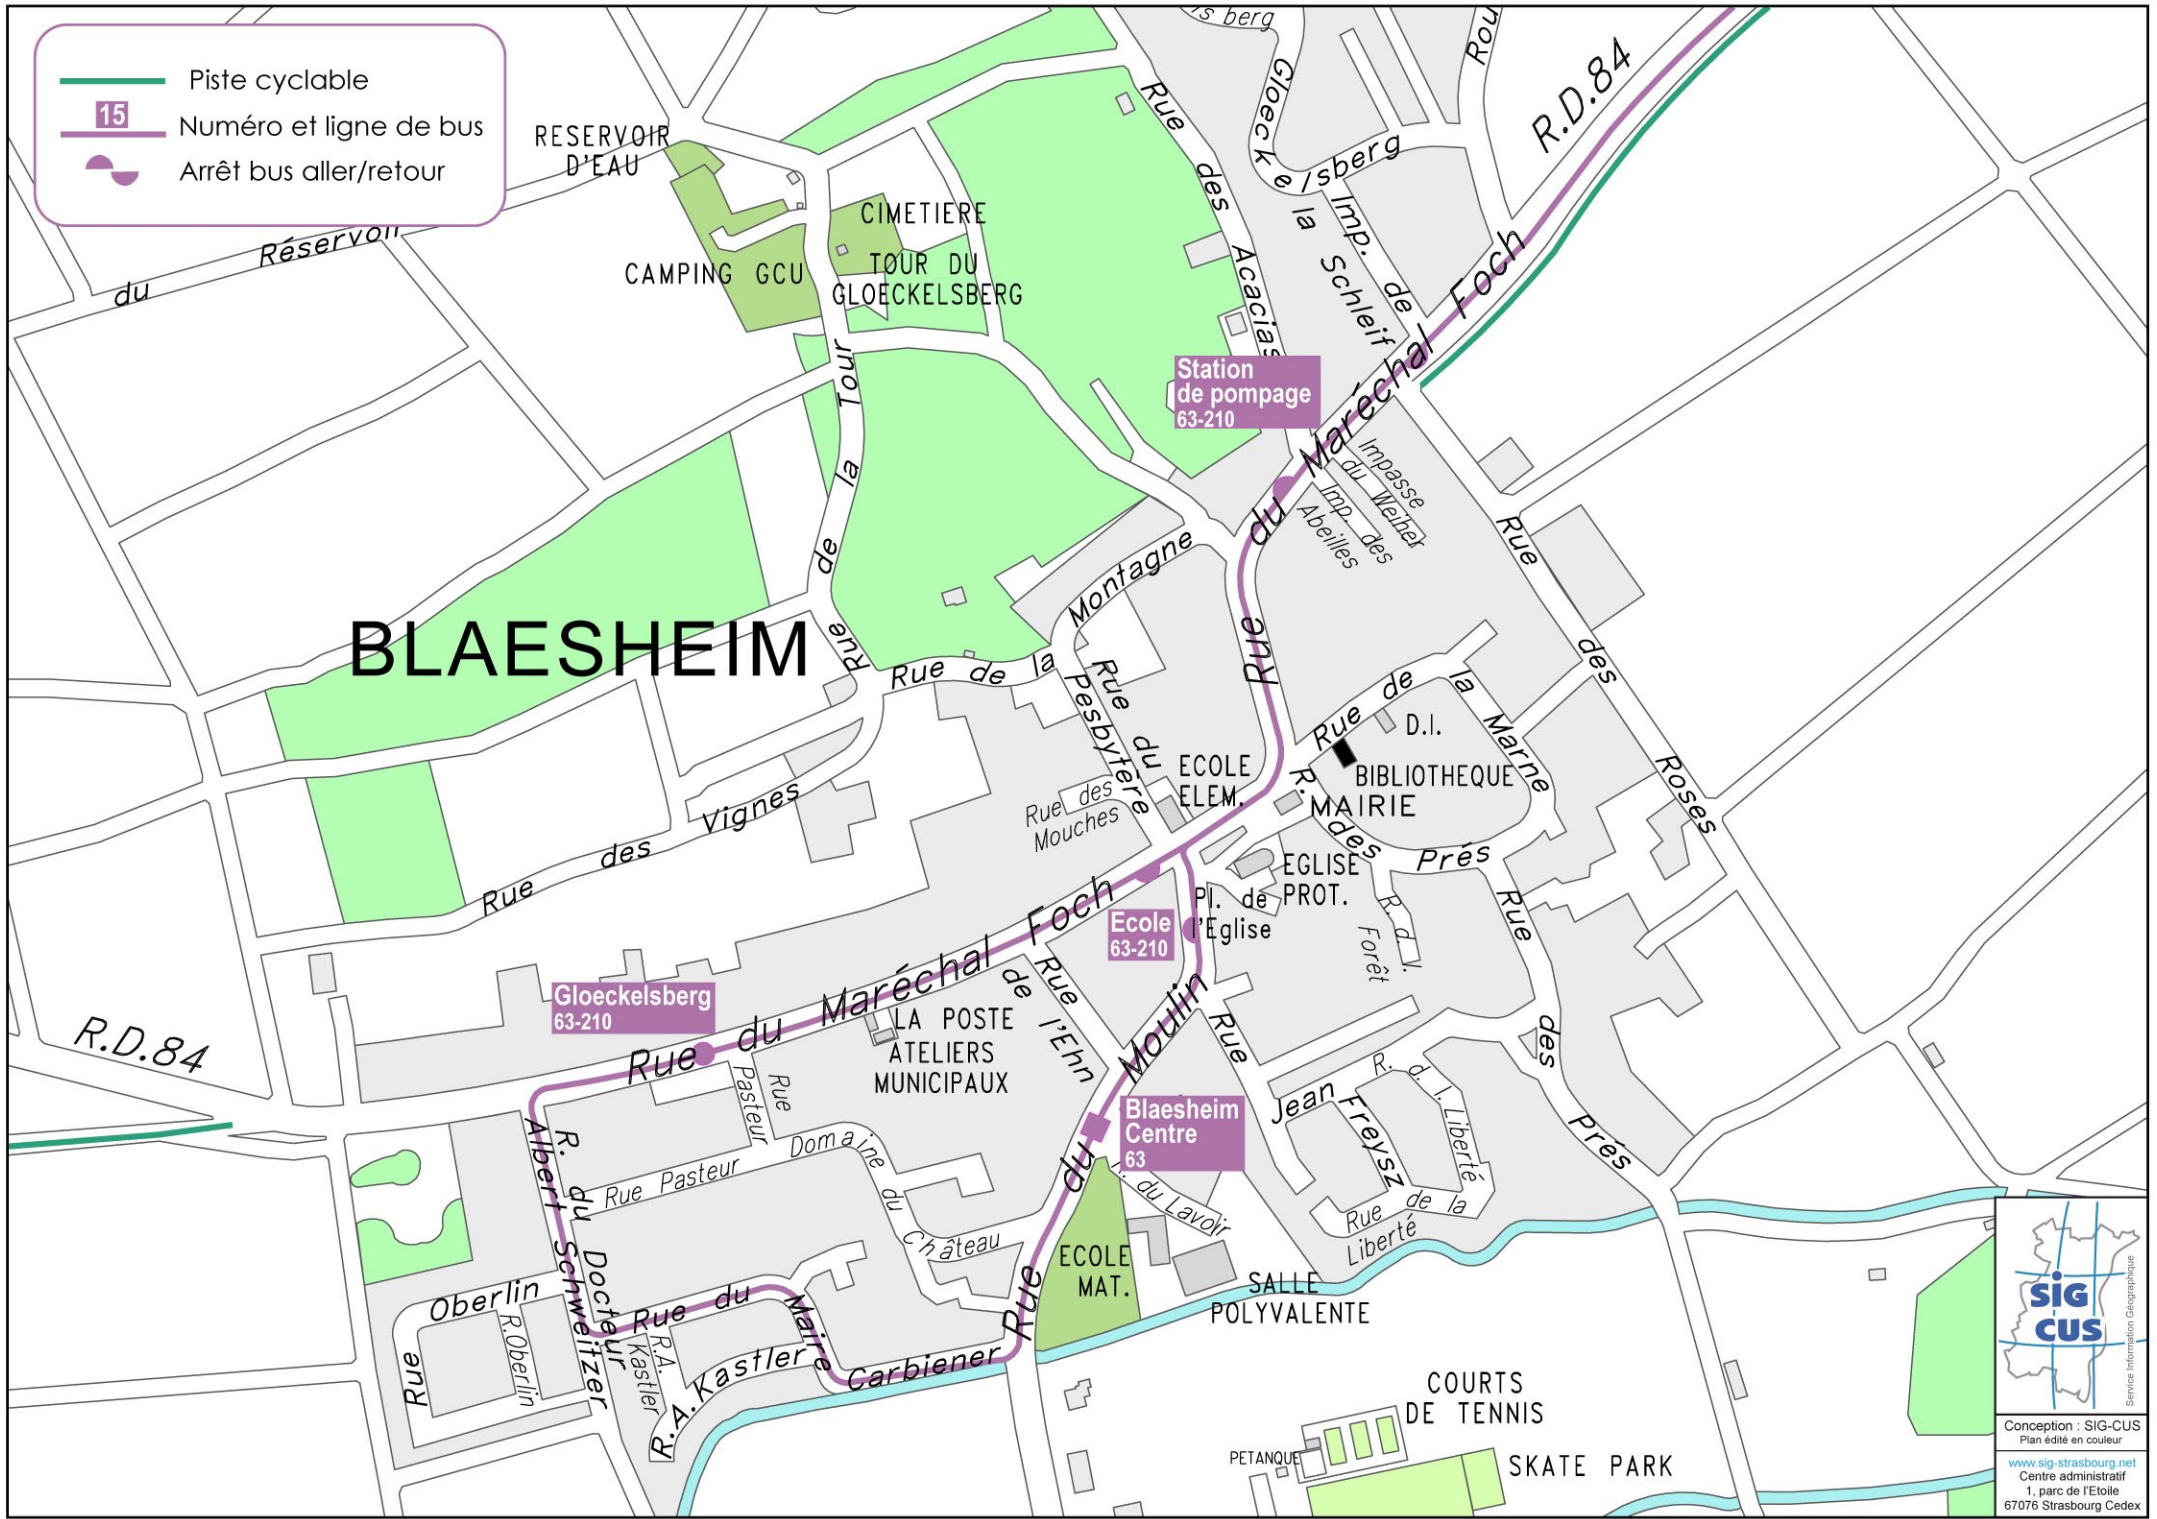 Piste cyclable
15
Numéro et ligne de bus
Arrêt bus aller/retour
RESERVOIR
D'EAU
du Réservoir
CIMETIERE
CAMPING GCU
TOUR DU
GLOECKELSBERG
Rue de la Tour
Rue des Acacias
Gloeckelsberg
Imp. de
la Schleif
R.D.84
Station
de pompage
63-210
Rue du Maréchal Foch
Impasse
du Weiher
Imp. des
Abeilles
BLAESHEIM
Rue de la Montagne
Rue du
Pesbytère
Rue des
Mouches
ECOLE
ELEM.
Rue de la Marne
D.I.
BIBLIOTHEQUE
MAIRIE
R. des Prés
Rue des Roses
Rue des Vignes
EGLISE
PROT.
Pl. de
l'Eglise
R. d. l.
Forêt
Rue des Prés
Ecole
63-210
Gloeckelsberg
63-210
Rue du Maréchal Foch
R.D.84
LA POSTE
ATELIERS
MUNICIPAUX
Rue
de l'Ehn
Rue du Moulin
Rue Jean Freysz
R. d. l. Liberté
Rue de la
Liberté
Blaesheim
Centre
63
Rue
Pasteur
Rue Pasteur
Domaine du Château
R. du Docteur
Albert Schweitzer
du Lavoir
ECOLE
MAT.
SALLE
POLYVALENTE
Rue Oberlin
R.Oberlin
Rue du Maire Carbiener
R.A.
Kastler
R.A.Kastler
COURTS
DE TENNIS
PETANQUE
SKATE PARK
SIG
CUS
Service Information Géographique
Conception : SIG-CUS
Plan édité en couleur
www.sig-strasbourg.net
Centre administratif
1, parc de l'Etoile
67076 Strasbourg Cedex